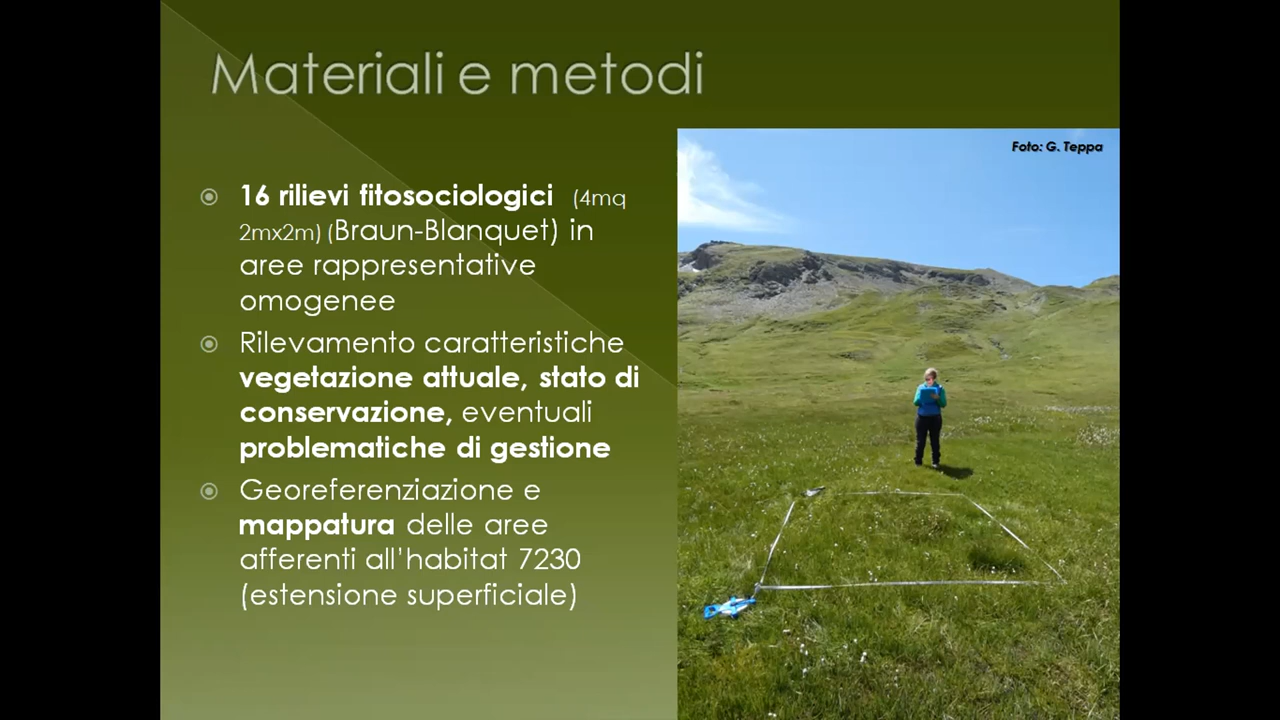 Materiali e metodi
Foto: G. Teppa
16 rilievi fitosociologici (4mq
2mx2m) (Braun-Blanquet) in
aree rappresentative
omogenee
Rilevamento caratteristiche
vegetazione attuale, stato di
conservazione, eventuali
problematiche di gestione
Georeferenziazione e
mappatura delle aree
afferenti all'habitat 7230
(estensione superficiale)